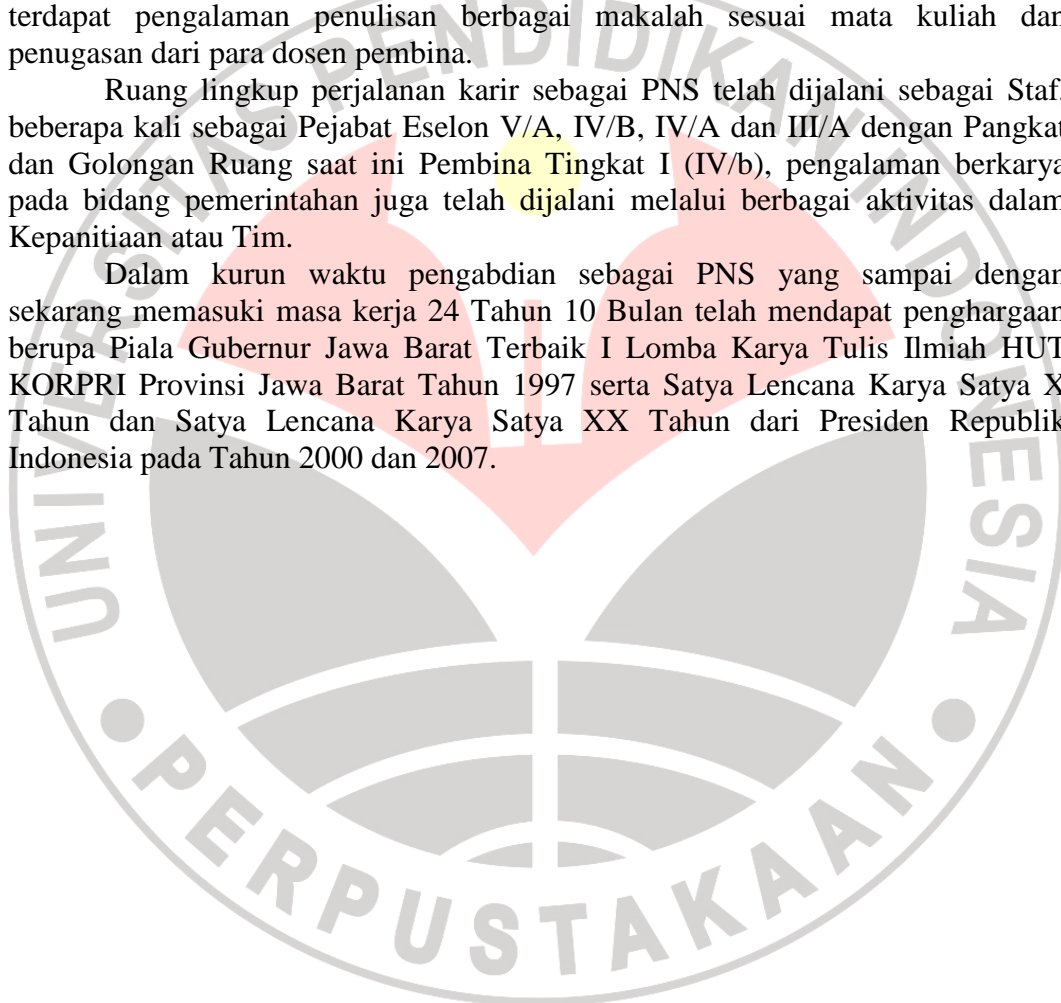 terdapat pengalaman penulisan berbagai makalah sesuai mata kuliah dan
penugasan dari para dosen pembina.
Ruang lingkup perjalanan karir sebagai PNS telah dijalani sebagai Staf,
beberapa kali sebagai Pejabat Eselon V/A, IV/B, IV/A dan III/A dengan Pangkat
dan Golongan Ruang saat ini Pembina Tingkat I (IV/b), pengalaman berkarya
pada bidang pemerintahan juga telah dijalani melalui berbagai aktivitas dalam
Kepanitiaan atau Tim.
Dalam kurun waktu pengabdian sebagai PNS yang sampai dengan
sekarang memasuki masa kerja 24 Tahun 10 Bulan telah mendapat penghargaan
berupa Piala Gubernur Jawa Barat Terbaik I Lomba Karya Tulis Ilmiah HUT
KORPRI Provinsi Jawa Barat Tahun 1997 serta Satya Lencana Karya Satya X
Tahun dan Satya Lencana Karya Satya XX Tahun dari Presiden Republik
Indonesia pada Tahun 2000 dan 2007.
UNIVERSITAS PENDIDIKAN INDONESIA
PERPUSTAKAAN